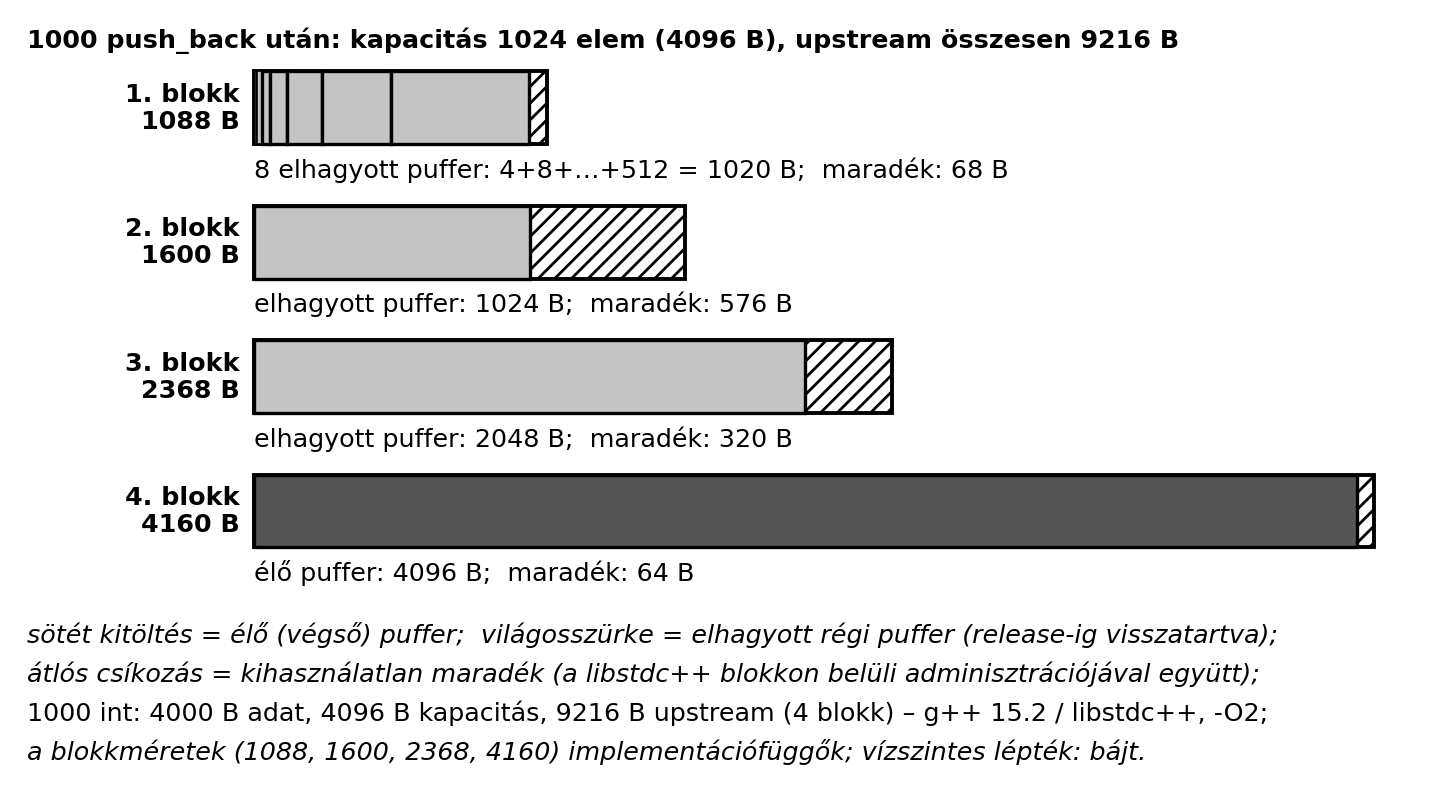 1000 push_back után: kapacitás 1024 elem (4096 B), upstream összesen 9216 B
1. blokk
1088 B
8 elhagyott puffer: 4+8+…+512 = 1020 B;  maradék: 68 B
2. blokk
1600 B
elhagyott puffer: 1024 B;  maradék: 576 B
3. blokk
2368 B
elhagyott puffer: 2048 B;  maradék: 320 B
4. blokk
4160 B
élő puffer: 4096 B;  maradék: 64 B
sötét kitöltés = élő (végső) puffer;  világosszürke = elhagyott régi puffer (release-ig visszatartva);
átlós csíkozás = kihasználatlan maradék (a libstdc++ blokkon belüli adminisztrációjával együtt);
1000 int: 4000 B adat, 4096 B kapacitás, 9216 B upstream (4 blokk) – g++ 15.2 / libstdc++, -O2;
a blokkméretek (1088, 1600, 2368, 4160) implementációfüggők; vízszintes lépték: bájt.